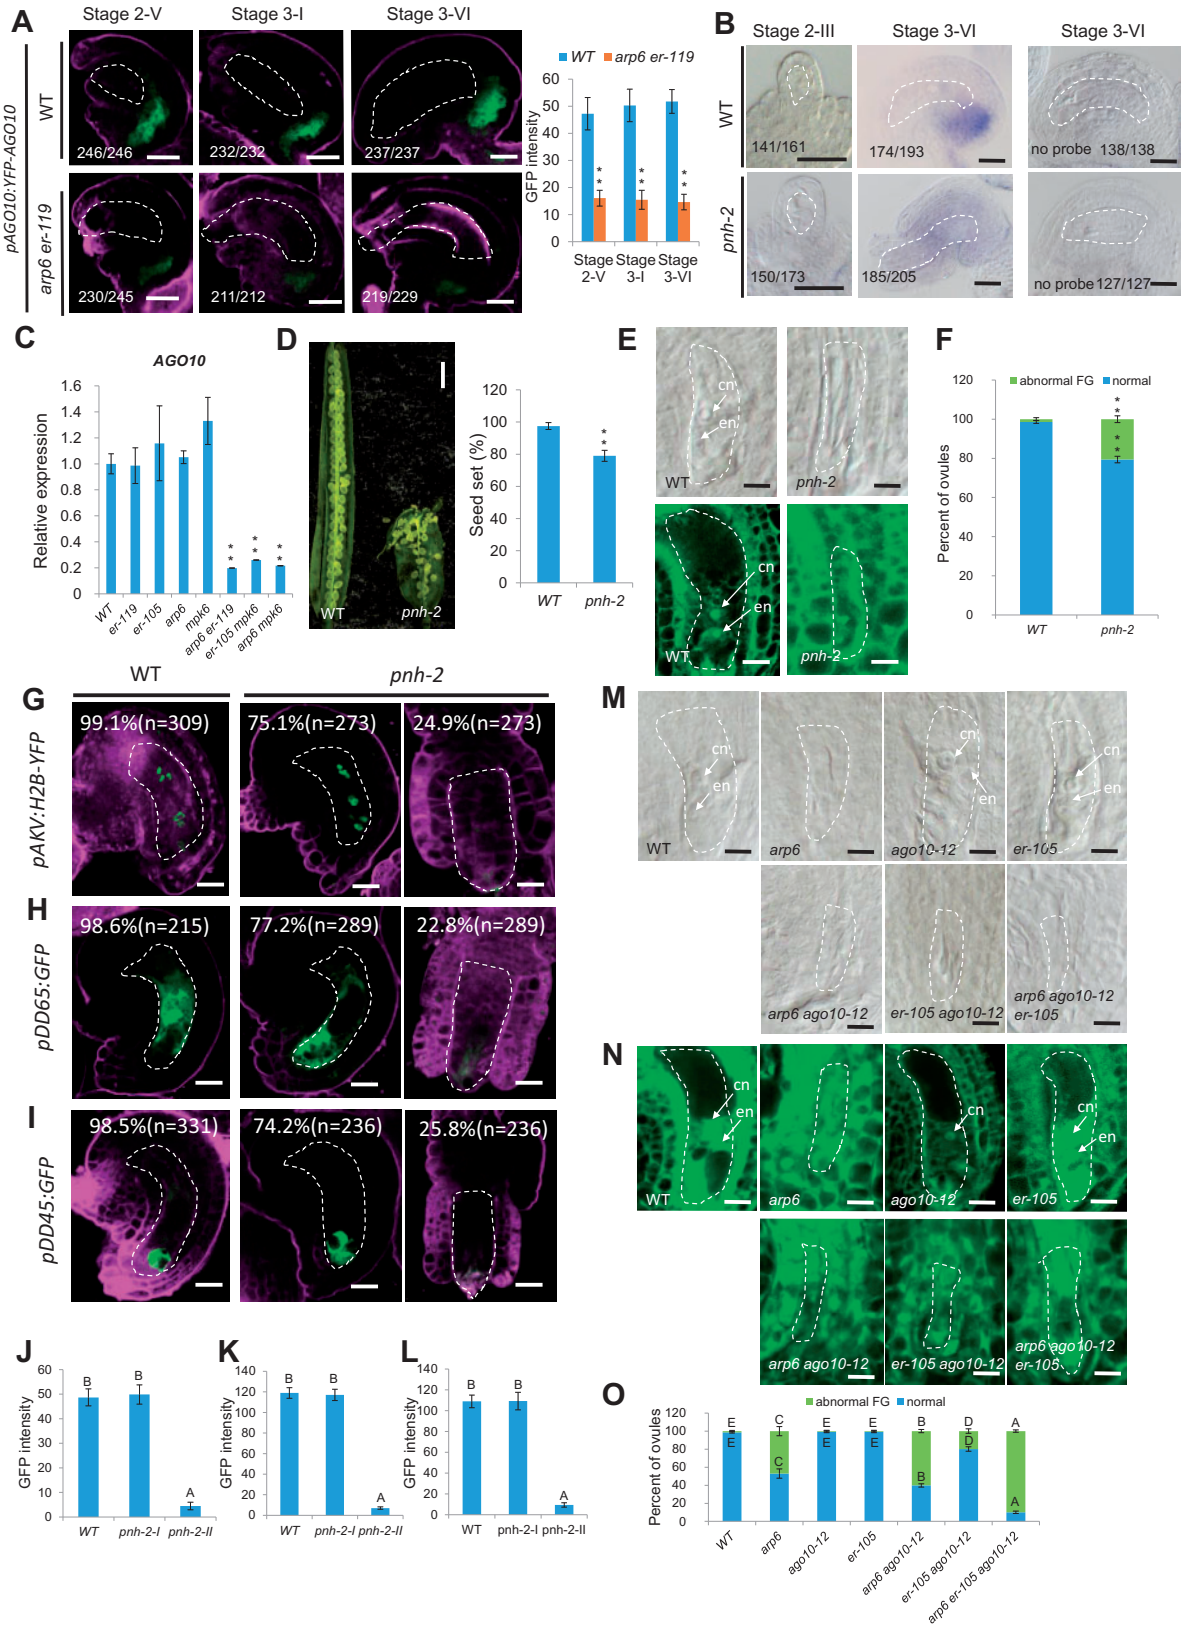 A
Stage 2-V
Stage 3-I
Stage 3-VI
pAGO10:YFP-AGO10
WT
arp6 er-119
246/246
232/232
237/237
230/245
211/212
219/229
WT
arp6 er-119
GFP intensity
60
50
40
30
20
10
0
**
**
**
Stage 2-V
Stage 3-I
Stage 3-VI
B
Stage 2-III
Stage 3-VI
Stage 3-VI
WT
pnh-2
141/161
174/193
no probe 138/138
150/173
185/205
no probe 127/127
C
AGO10
Relative expression
1.6
1.4
1.2
1.0
0.8
0.6
0.4
0.2
0
**
**
**
WT
er-119
er-105
arp6
mpk6
arp6 er-119
er-105 mpk6
arp6 mpk6
D
WT
pnh-2
Seed set (%)
120
100
80
60
40
20
0
**
WT
pnh-2
E
cn
en
WT
pnh-2
cn
en
WT
pnh-2
F
abnormal FG
normal
Percent of ovules
120
100
80
60
40
20
0
**
**
WT
pnh-2
WT
pnh-2
G
pAKV:H2B-YFP
99.1%(n=309)
75.1%(n=273)
24.9%(n=273)
H
pDD65:GFP
98.6%(n=215)
77.2%(n=289)
22.8%(n=289)
I
pDD45:GFP
98.5%(n=331)
74.2%(n=236)
25.8%(n=236)
J
GFP intensity
60
50
40
30
20
10
0
B
B
A
WT
pnh-2-I
pnh-2-II
K
GFP intensity
140
120
100
80
60
40
20
0
B
B
A
WT
pnh-2-I
pnh-2-II
L
GFP intensity
140
120
100
80
60
40
20
0
B
B
A
WT
pnh-2-I
pnh-2-II
M
cn
en
WT
arp6
cn
en
ago10-12
cn
en
er-105
arp6 ago10-12
er-105 ago10-12
arp6 ago10-12
er-105
N
cn
en
WT
arp6
cn
ago10-12
cn
en
er-105
arp6 ago10-12
er-105 ago10-12
arp6 ago10-12
er-105
O
abnormal FG
normal
Percent of ovules
120
100
80
60
40
20
0
E
E
C
C
E
E
E
E
B
B
D
D
A
A
WT
arp6
ago10-12
er-105
arp6 ago10-12
er-105 ago10-12
arp6 er-105 ago10-12